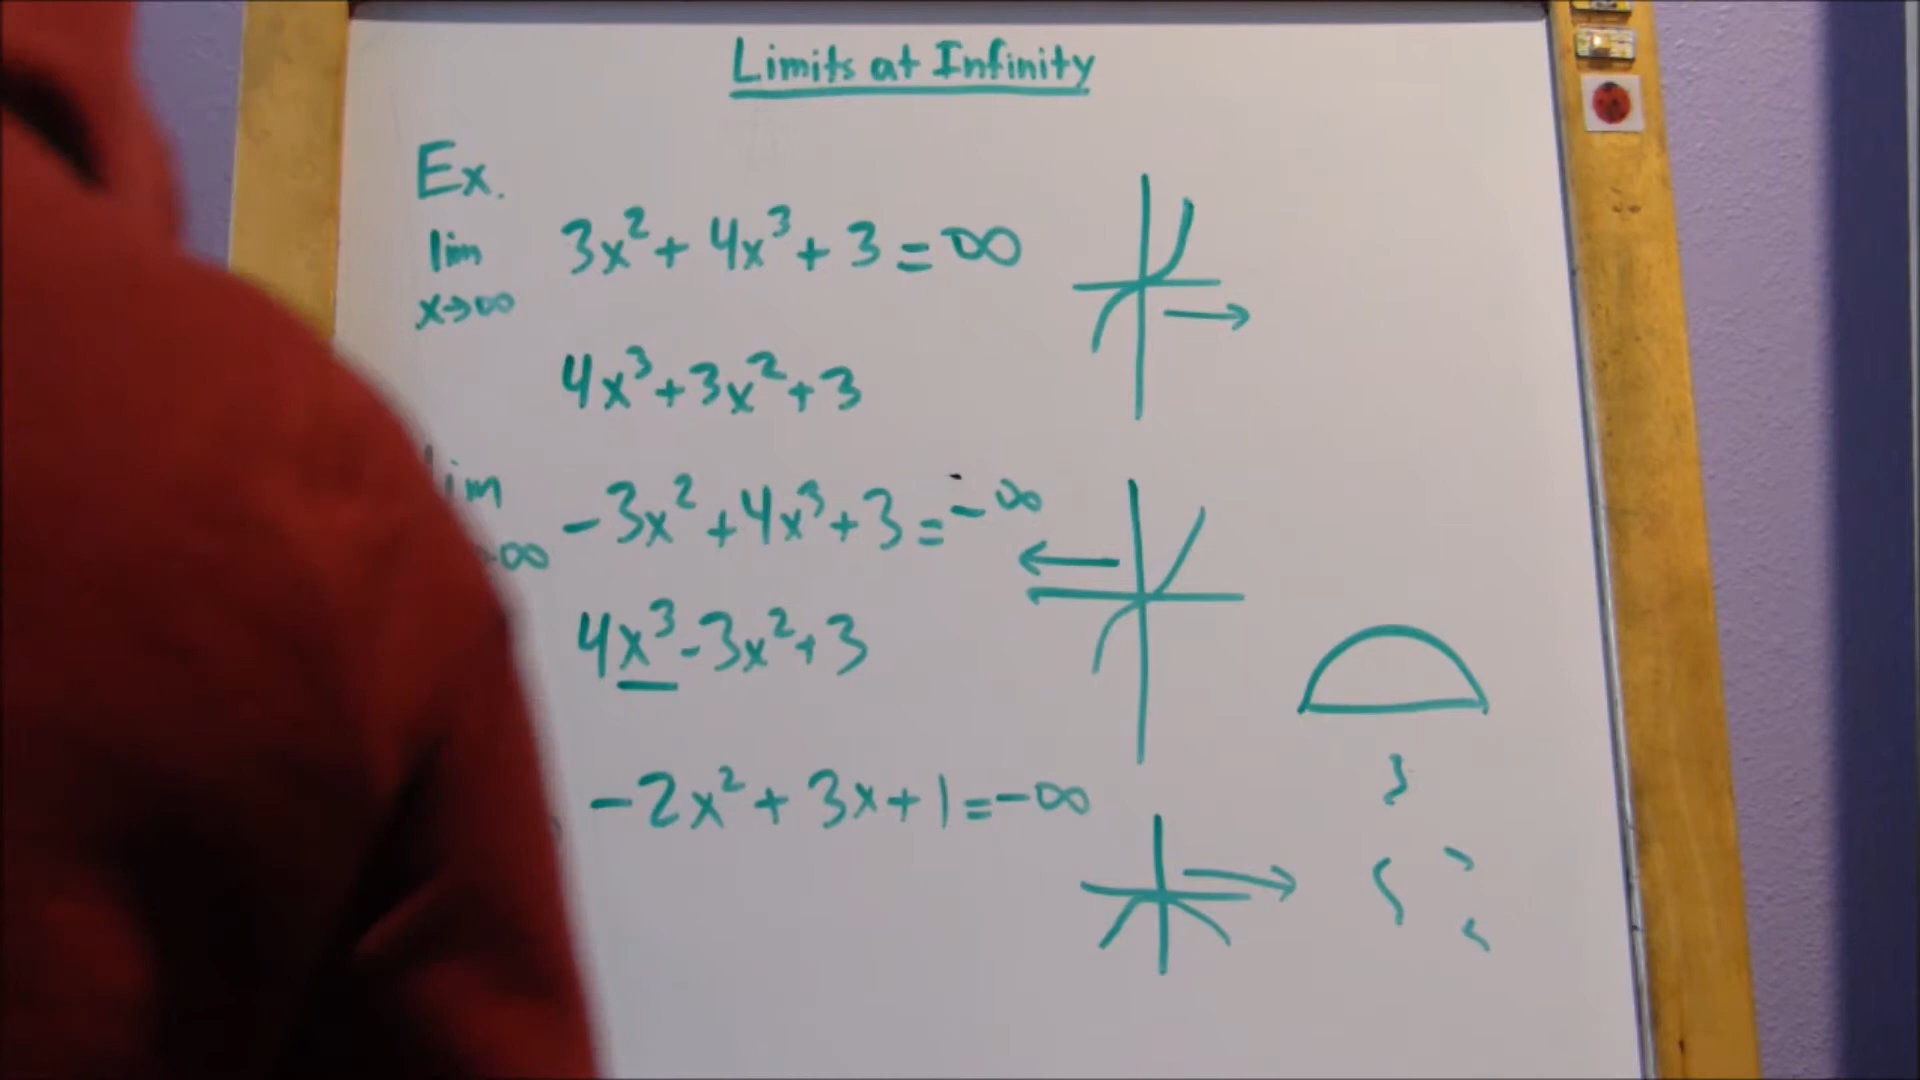 Limits at Infinity
Ex.
lim 3x² + 4x³ + 3 = ∞
x→∞
4x³ + 3x² + 3
lim -3x² + 4x³ + 3 = -∞
∞
4x³ - 3x² + 3
-2x² + 3x + 1 = -∞